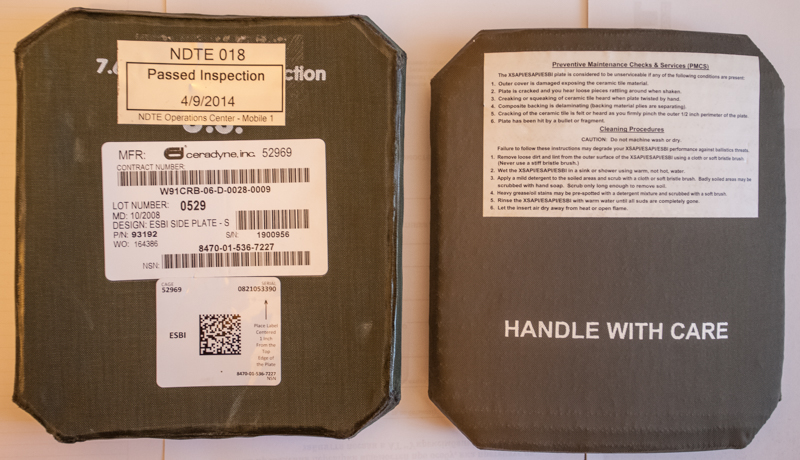 NDTE 018
Passed Inspection
4/9/2014
NDTE Operations Center - Mobile 1
MFR: ceradyne, inc. 52969
CONTRACT NUMBER:
W91CRB-06-D-0028-0009
LOT NUMBER: 0529
MD: 10/2008
DESIGN: ESBI SIDE PLATE - S
P/N: 93192 S/N: 1900956
WO: 164386
8470-01-536-7227
NSN:
CAGE SERIAL
52969 0821053390
ESBI
Place Label
Centered
1 Inch
From the
Top
Edge of
the Plate
8470-01-536-7227
NSN
Preventive Maintenance Checks & Services (PMCS)
The XSAPI/ESAPI/ESBI plate is considered to be unserviceable if any of the following conditions are present:
1. Outer cover is damaged exposing the ceramic tile material.
2. Plate is cracked and you hear loose pieces rattling around when shaken.
3. Creaking or squeaking of ceramic tile heard when plate twisted by hand.
4. Composite backing is delaminating (backing material plies are separating).
5. Cracking of the ceramic tile is felt or heard as you firmly pinch the outer 1/2 inch perimeter of the plate.
6. Plate has been hit by a bullet or fragment.
Cleaning Procedures
CAUTION: Do not machine wash or dry.
Failure to follow these instructions may degrade your XSAPI/ESAPI/ESBI performance against ballistics threats.
1. Remove loose dirt and lint from the outer surface of the XSAPI/ESAPI/ESBI using a cloth or soft bristle brush
(Never use a stiff bristle brush.)
2. Wet the XSAPI/ESAPI/ESBI in a sink or shower using warm, not hot, water.
3. Apply a mild detergent to the soiled areas and scrub with a cloth or soft bristle brush. Badly soiled areas may be
scrubbed with hand soap. Scrub only long enough to remove soil.
4. Heavy grease/oil stains may be pre-spotted with a detergent mixture and scrubbed with a soft brush.
5. Rinse the XSAPI/ESAPI/ESBI with warm water until all suds are completely gone.
6. Let the insert air dry away from heat or open flame.
HANDLE WITH CARE